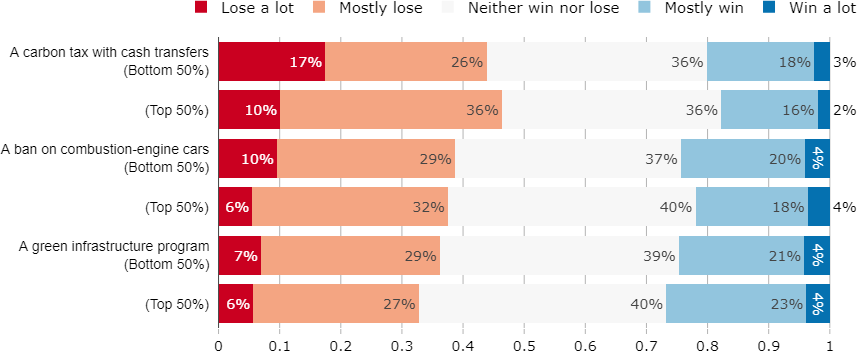 Lose a lot Mostly lose Neither win nor lose Mostly win Win a lot
A carbon tax with cash transfers
(Bottom 50%)
17% 26% 36% 18% 3%
(Top 50%) 10% 36% 36% 16% 2%
A ban on combustion-engine cars
(Bottom 50%)
10% 29% 37% 20% 4%
(Top 50%) 6% 32% 40% 18% 4%
A green infrastructure program
(Bottom 50%)
7% 29% 39% 21% 4%
(Top 50%) 6% 27% 40% 23% 4%
0 0.1 0.2 0.3 0.4 0.5 0.6 0.7 0.8 0.9 1